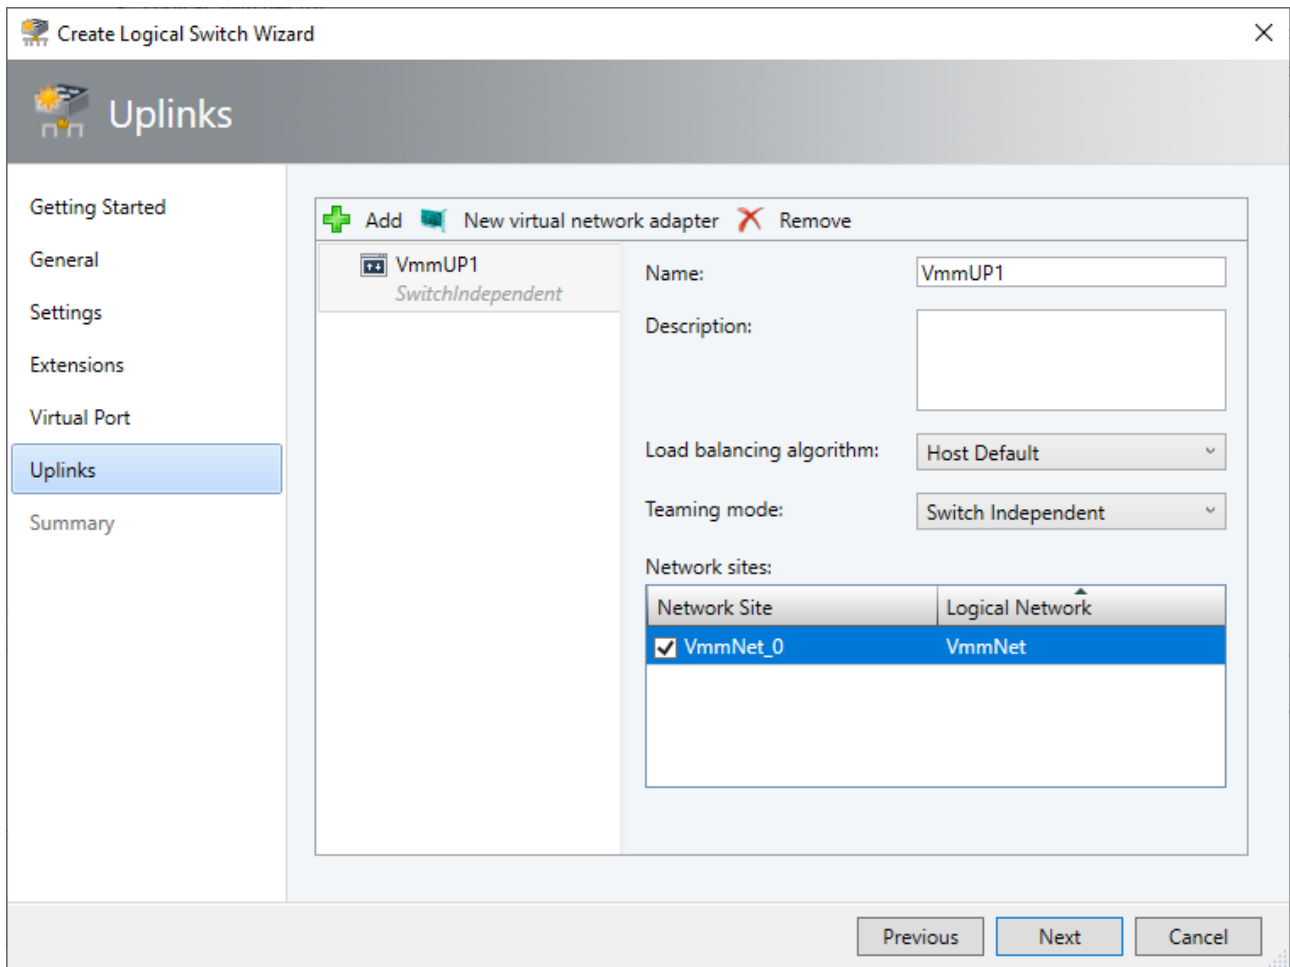 Create Logical Switch Wizard
Uplinks
Getting Started
General
Settings
Extensions
Virtual Port
Uplinks
Summary
Add New virtual network adapter Remove
VmmUP1
SwitchIndependent
Name: VmmUP1
Description:
Load balancing algorithm: Host Default
Teaming mode: Switch Independent
Network sites:
Network Site Logical Network
VmmNet_0 VmmNet
Previous Next Cancel